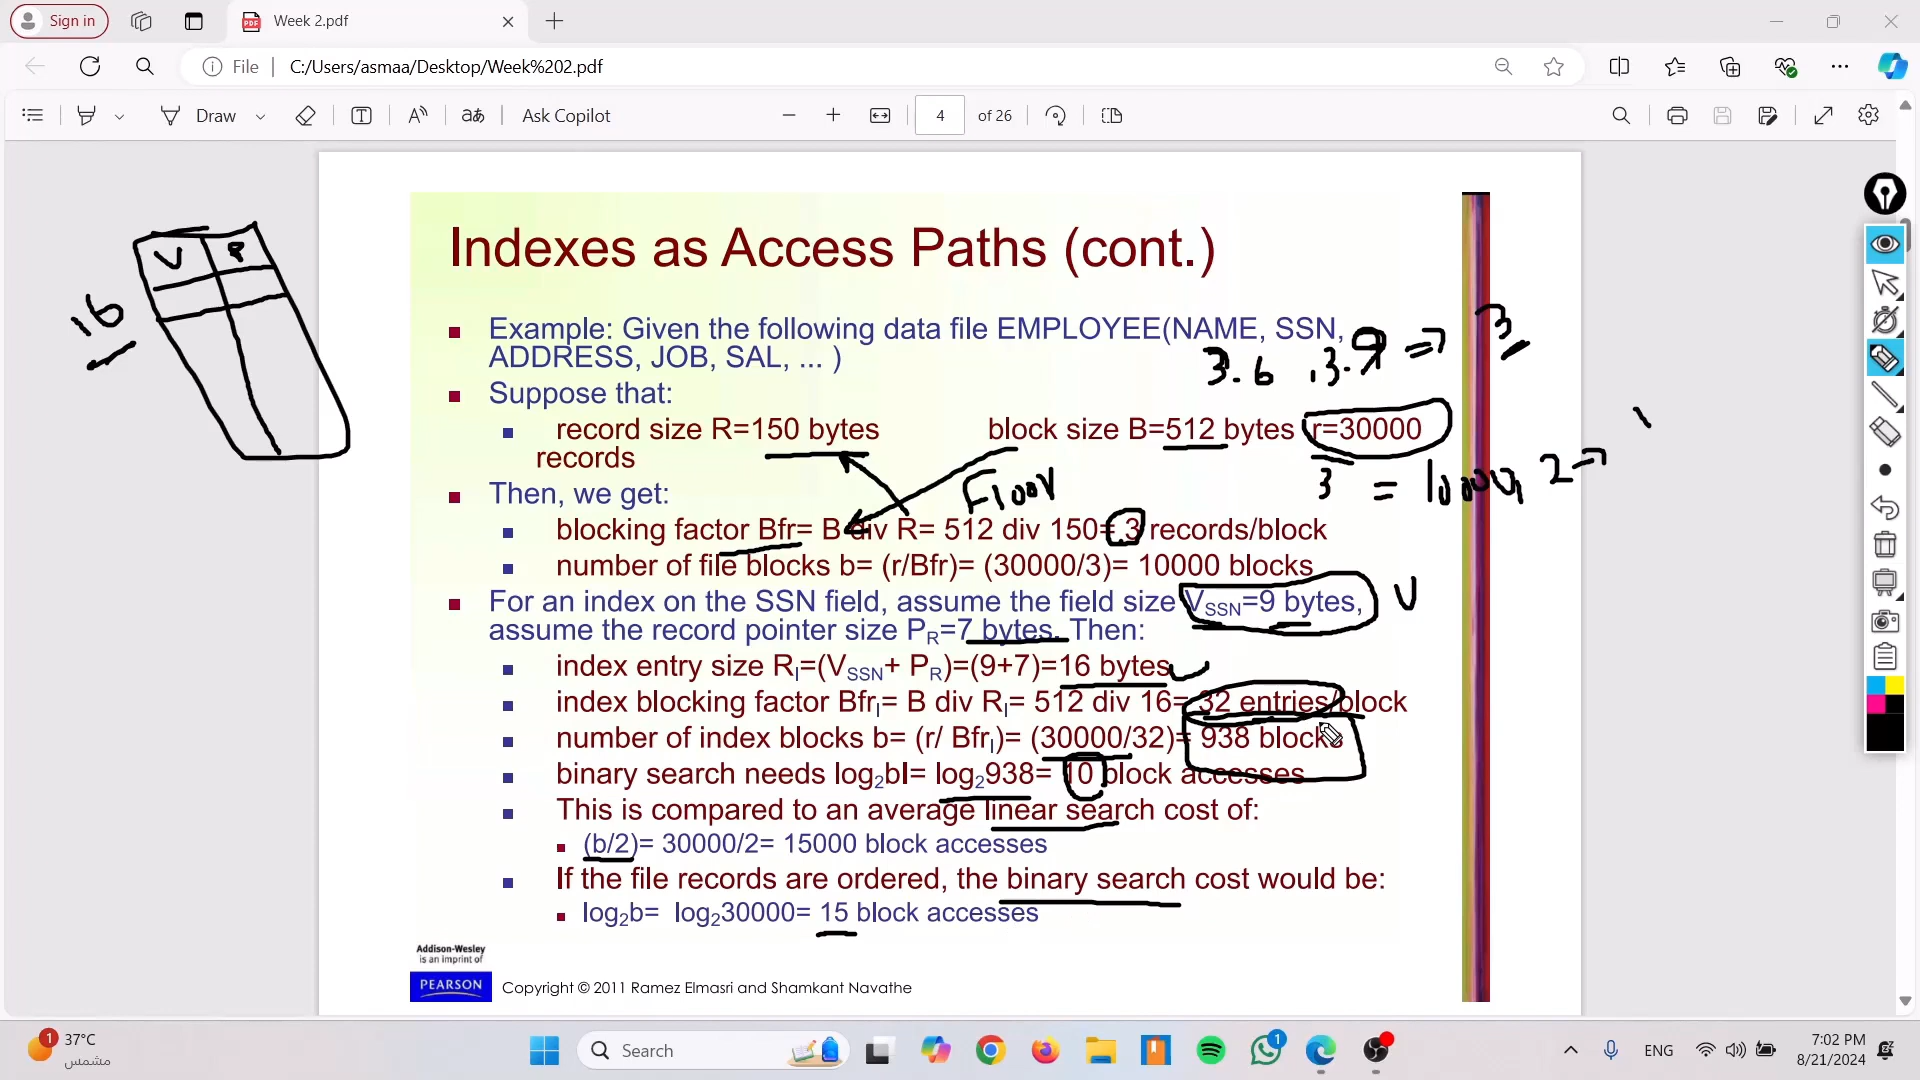 Sign in
Week 2.pdf
File
C:/Users/asmaa/Desktop/Week%202.pdf
Draw
Ask Copilot
4 of 26
Indexes as Access Paths (cont.)
V P
16
Example: Given the following data file EMPLOYEE(NAME, SSN,
ADDRESS, JOB, SAL, ... )
3.6 , 3.9 => 3
Suppose that:
record size R=150 bytes block size B=512 bytes r=30000
records
3 = 10000, 2 =>
Then, we get:
Floor
blocking factor Bfr= B div R= 512 div 150= 3 records/block
number of file blocks b= (r/Bfr)= (30000/3)= 10000 blocks
For an index on the SSN field, assume the field size VSSN=9 bytes, V
assume the record pointer size PR=7 bytes. Then:
index entry size RI=(VSSN+ PR)=(9+7)=16 bytes
index blocking factor BfrI= B div RI= 512 div 16= 32 entries/block
number of index blocks b= (r/ BfrI)= (30000/32)= 938 blocks
binary search needs log2bI= log2938= 10 block accesses
This is compared to an average linear search cost of:
(b/2)= 30000/2= 15000 block accesses
If the file records are ordered, the binary search cost would be:
log2b= log230000= 15 block accesses
Addison-Wesley
is an imprint of
PEARSON
Copyright © 2011 Ramez Elmasri and Shamkant Navathe
1
37°C
مشمس
Search
1
ENG
7:02 PM
8/21/2024